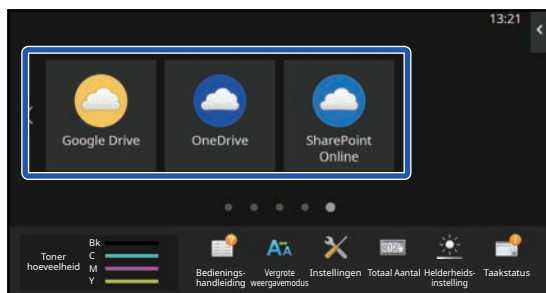 13:21
Google Drive
OneDrive
SharePoint
Online
Toner
hoeveelheid
Bk
C
M
Y
Bedienings-
handleiding
Vergrote
weergavemodus
Instellingen
Totaal Aantal
Helderheids-
instelling
Taakstatus